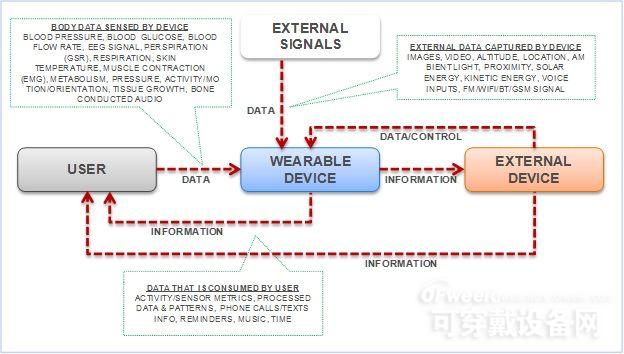 BODY DATA SENSED BY DEVICE
BLOOD PRESSURE, BLOOD GLUCOSE, BLOOD
FLOW RATE, EEG SIGNAL, PERSPIRATION
(GSR), RESPIRATION, SKIN
TEMPERATURE, MUSCLE CONTRACTION
(EMG), METABOLISM, PRESSURE, ACTIVITY/MO
TION/ORIENTATION, TISSUE GROWTH, BONE
CONDUCTED AUDIO
EXTERNAL
SIGNALS
EXTERNAL DATA CAPTURED BY DEVICE
IMAGES, VIDEO, ALTITUDE, LOCATION, AM
BIENT LIGHT, PROXIMITY, SOLAR
ENERGY, KINETIC ENERGY, VOICE
INPUTS, FM/WIFI/BT/GSM SIGNAL
DATA
DATA/CONTROL
USER
DATA
WEARABLE
DEVICE
INFORMATION
EXTERNAL
DEVICE
INFORMATION
INFORMATION
DATA THAT IS CONSUMED BY USER
ACTIVITY/SENSOR METRICS, PROCESSED
DATA & PATTERNS, PHONE CALLS/TEXTS
INFO, REMINDERS, MUSIC, TIME
OFweek
可穿戴设备网